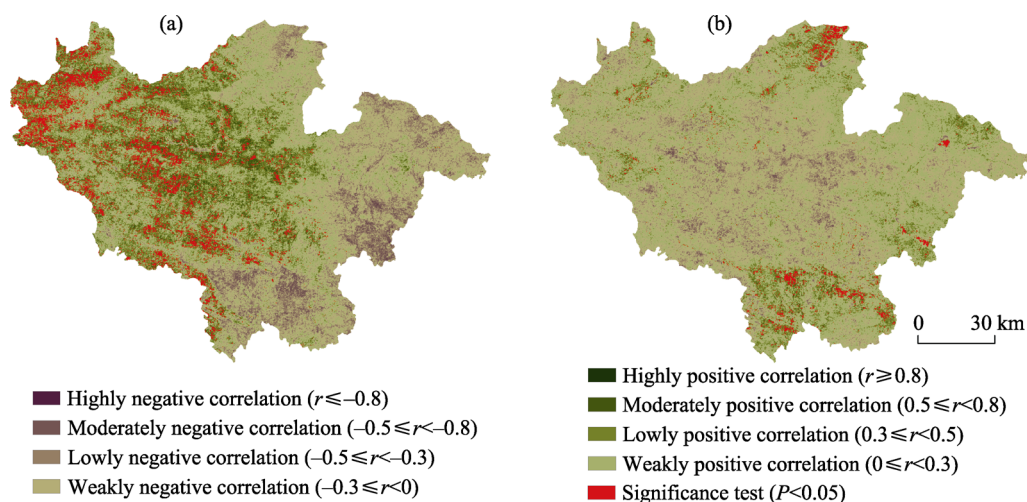 (a)
(b)
0 30 km
Highly negative correlation (r≤–0.8)
Moderately negative correlation (–0.5≤r<–0.8)
Lowly negative correlation (–0.5≤r<–0.3)
Weakly negative correlation (–0.3≤r<0)
Highly positive correlation (r≥0.8)
Moderately positive correlation (0.5≤r<0.8)
Lowly positive correlation (0.3≤r<0.5)
Weakly positive correlation (0≤r<0.3)
Significance test (P<0.05)